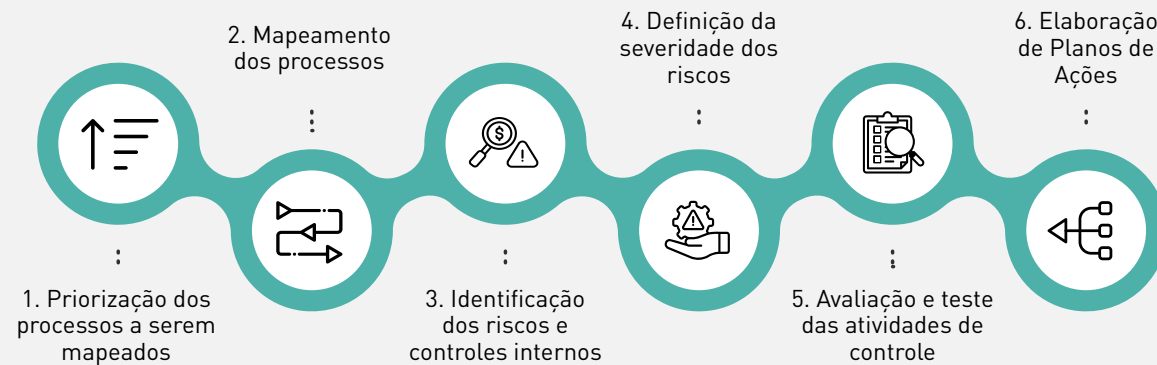 1. Priorização dos
processos a serem
mapeados
2. Mapeamento
dos processos
3. Identificação
dos riscos e
controles internos
4. Definição da
severidade dos
riscos
5. Avaliação e teste
das atividades de
controle
6. Elaboração
de Planos de
Ações
$